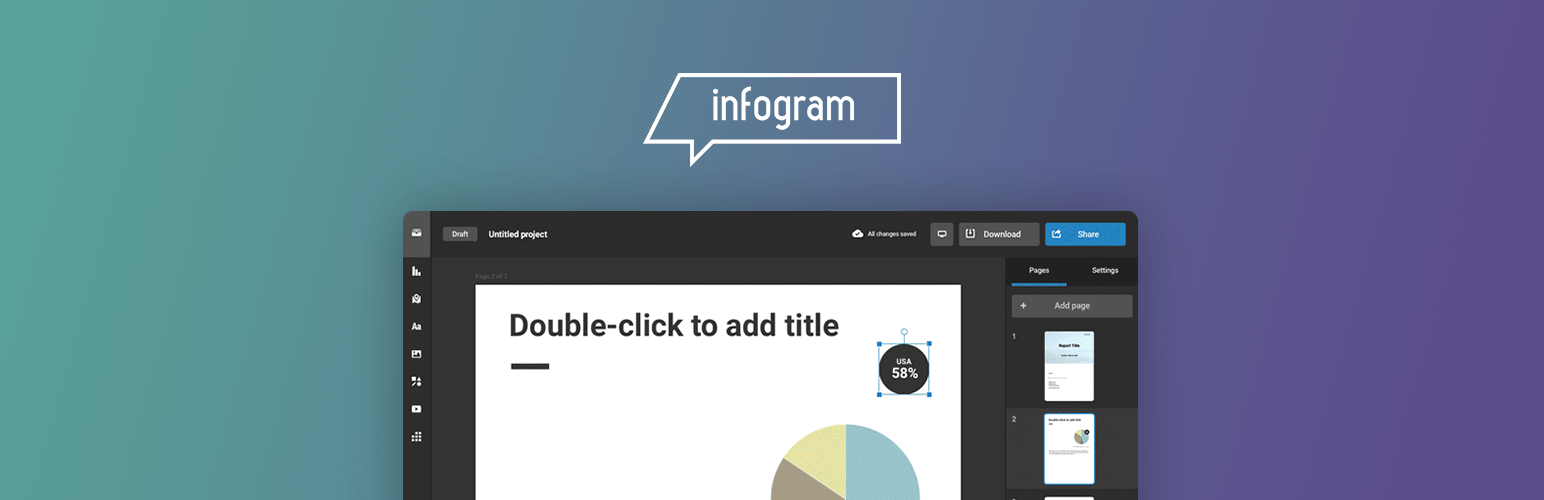 infogram
Draft
Untitled project
All changes saved
Download
Share
Page 2 of 7
Pages
Settings
+ Add page
Double-click to add title
USA
58%
Aa
1
Report Title
2
Double-click to add title